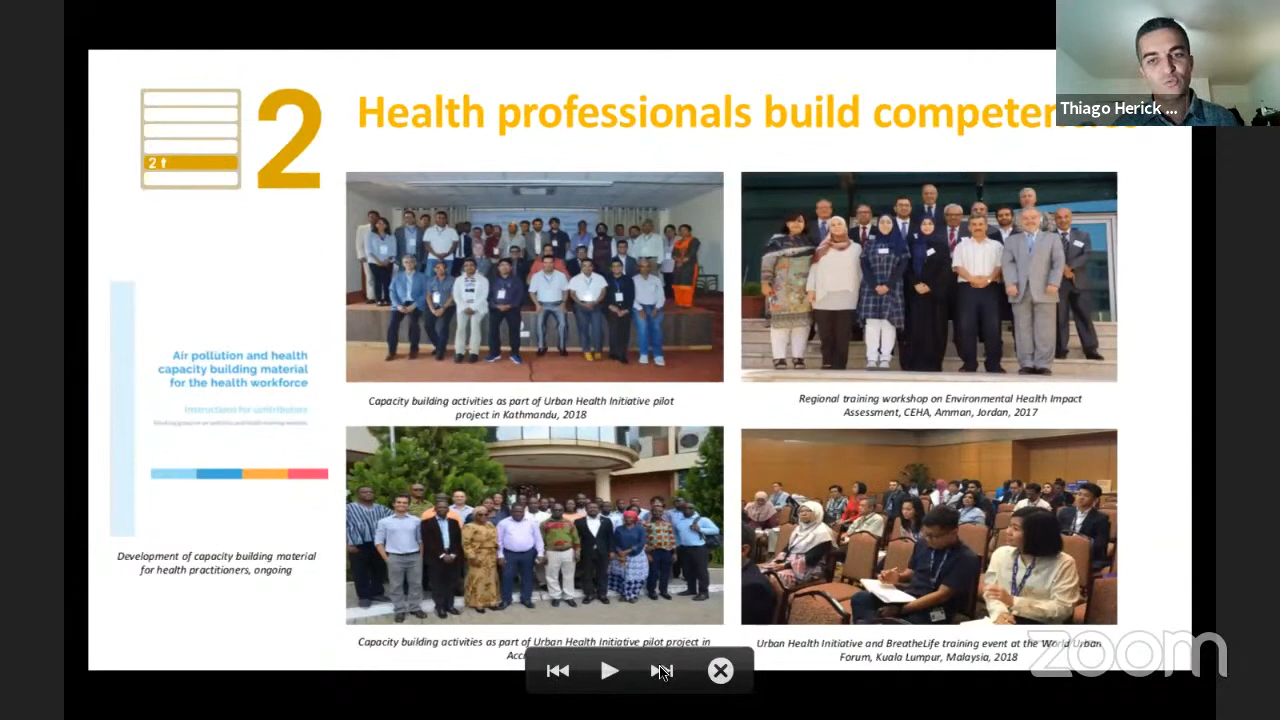 Thiago Herick ...
2
2
Health professionals build
Air pollution and health
capacity building material
for the health workforce
Instructions for contributors
Development of capacity building material
for health practitioners, ongoing
Capacity building activities as part of Urban Health Initiative pilot
project in Kathmandu, 2018
Regional training workshop on Environmental Health Impact
Assessment, CEHA, Amman, Jordan, 2017
Capacity building activities as part of Urban Health Initiative pilot project in
Urban Health Initiative and BreatheLife training event at the World Urban
Forum, Kuala Lumpur, Malaysia, 2018
zoom